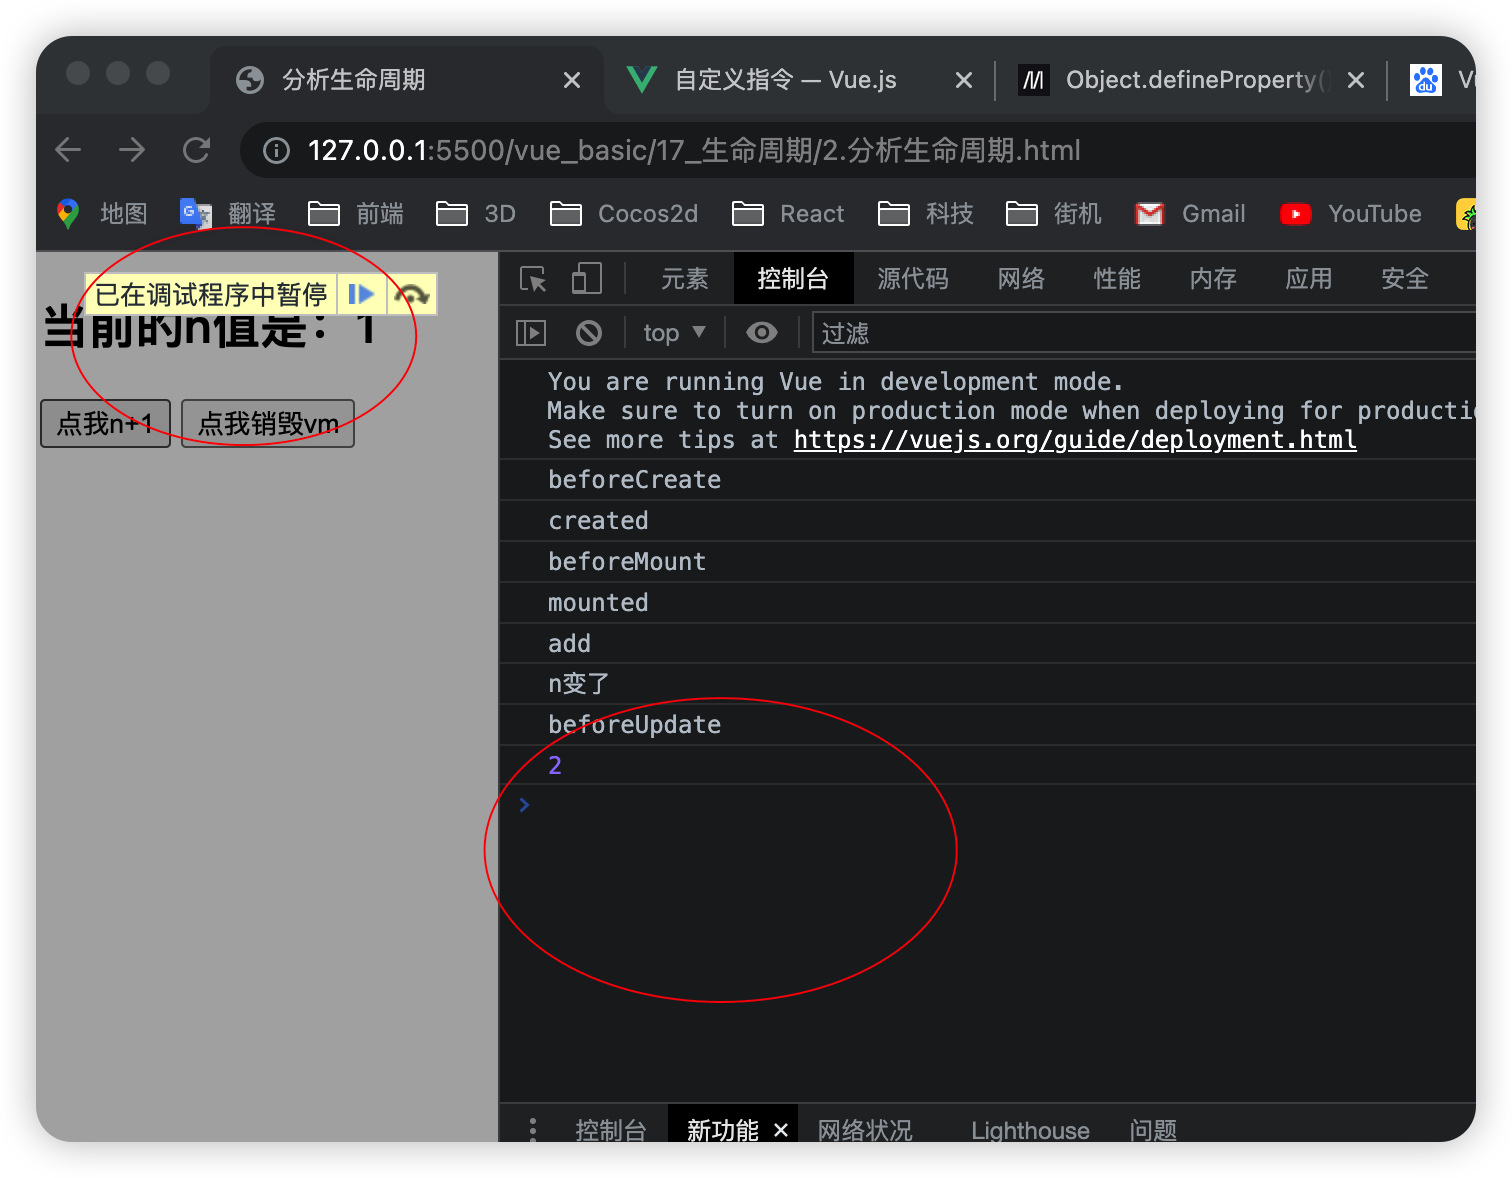 分析生命周期
自定义指令 — Vue.js
Object.defineProperty()
127.0.0.1:5500/vue_basic/17_生命周期/2.分析生命周期.html
地图 翻译 前端 3D Cocos2d React 科技 街机 Gmail YouTube
已在调试程序中暂停
当前的n值是：1
点我n+1 点我销毁vm
元素 控制台 源代码 网络 性能 内存 应用 安全
top 过滤
You are running Vue in development mode.
Make sure to turn on production mode when deploying for producti
See more tips at https://vuejs.org/guide/deployment.html
beforeCreate
created
beforeMount
mounted
add
n变了
beforeUpdate
2
控制台 新功能 网络状况 Lighthouse 问题